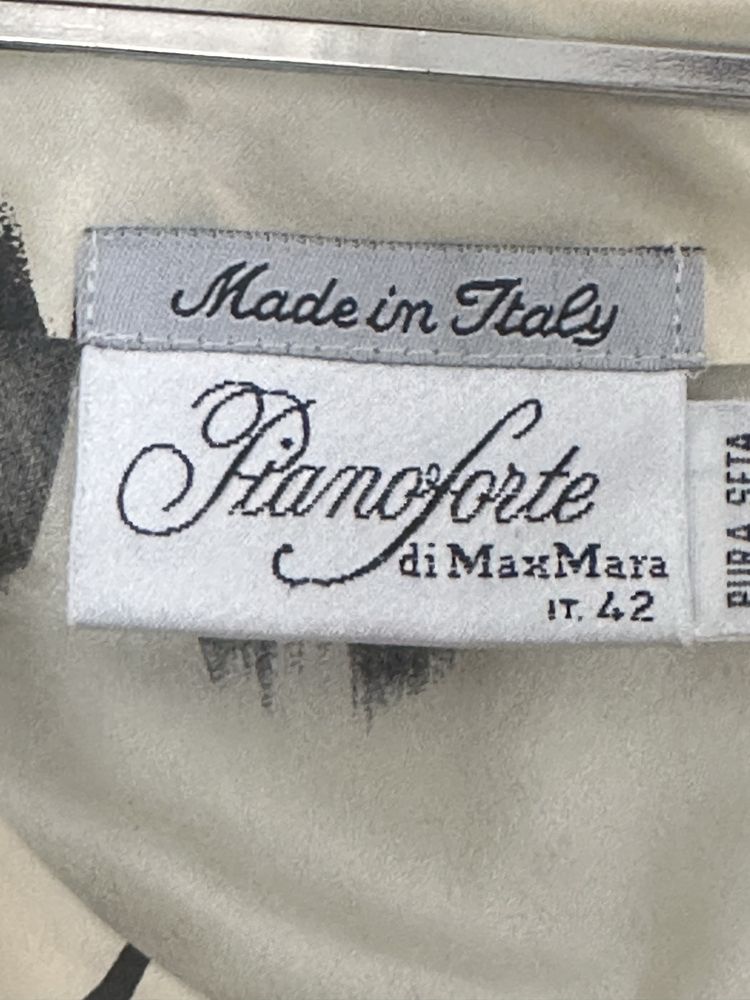 Made in Italy
Pianoforte
di MaxMara
IT. 42
PURA SETA